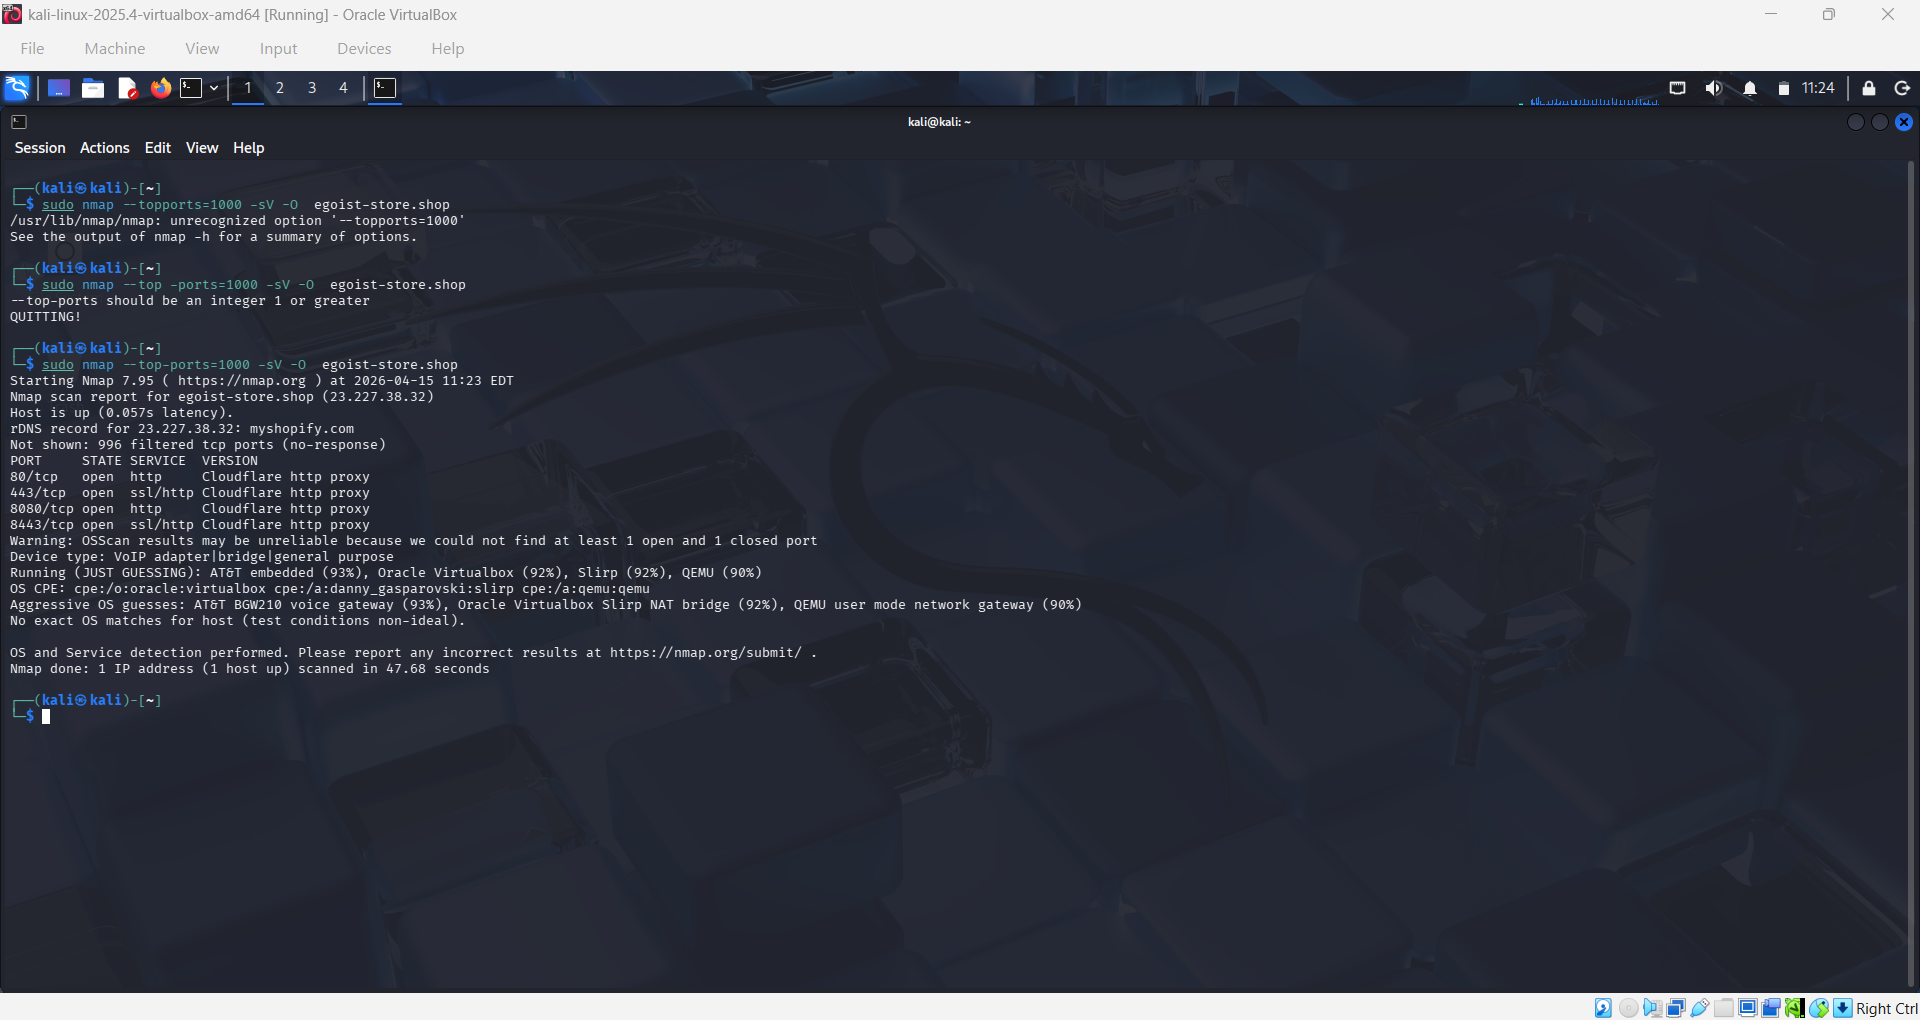 kali-linux-2025.4-virtualbox-amd64 [Running] - Oracle VirtualBox
File Machine View Input Devices Help
1 2 3 4 11:24
kali@kali: ~
Session Actions Edit View Help
┌──(kali㉿kali)-[~]
└─$ sudo nmap --topports=1000 -sV -O  egoist-store.shop
/usr/lib/nmap/nmap: unrecognized option '--topports=1000'
See the output of nmap -h for a summary of options.
┌──(kali㉿kali)-[~]
└─$ sudo nmap --top -ports=1000 -sV -O  egoist-store.shop
--top-ports should be an integer 1 or greater
QUITTING!
┌──(kali㉿kali)-[~]
└─$ sudo nmap --top-ports=1000 -sV -O  egoist-store.shop
Starting Nmap 7.95 ( https://nmap.org ) at 2026-04-15 11:23 EDT
Nmap scan report for egoist-store.shop (23.227.38.32)
Host is up (0.057s latency).
rDNS record for 23.227.38.32: myshopify.com
Not shown: 996 filtered tcp ports (no-response)
PORT     STATE SERVICE  VERSION
80/tcp   open  http     Cloudflare http proxy
443/tcp  open  ssl/http Cloudflare http proxy
8080/tcp open  http     Cloudflare http proxy
8443/tcp open  ssl/http Cloudflare http proxy
Warning: OSScan results may be unreliable because we could not find at least 1 open and 1 closed port
Device type: VoIP adapter|bridge|general purpose
Running (JUST GUESSING): AT&T embedded (93%), Oracle Virtualbox (92%), Slirp (92%), QEMU (90%)
OS CPE: cpe:/o:oracle:virtualbox cpe:/a:danny_gasparovski:slirp cpe:/a:qemu:qemu
Aggressive OS guesses: AT&T BGW210 voice gateway (93%), Oracle Virtualbox Slirp NAT bridge (92%), QEMU user mode network gateway (90%)
No exact OS matches for host (test conditions non-ideal).
OS and Service detection performed. Please report any incorrect results at https://nmap.org/submit/ .
Nmap done: 1 IP address (1 host up) scanned in 47.68 seconds
┌──(kali㉿kali)-[~]
└─$
Right Ctrl